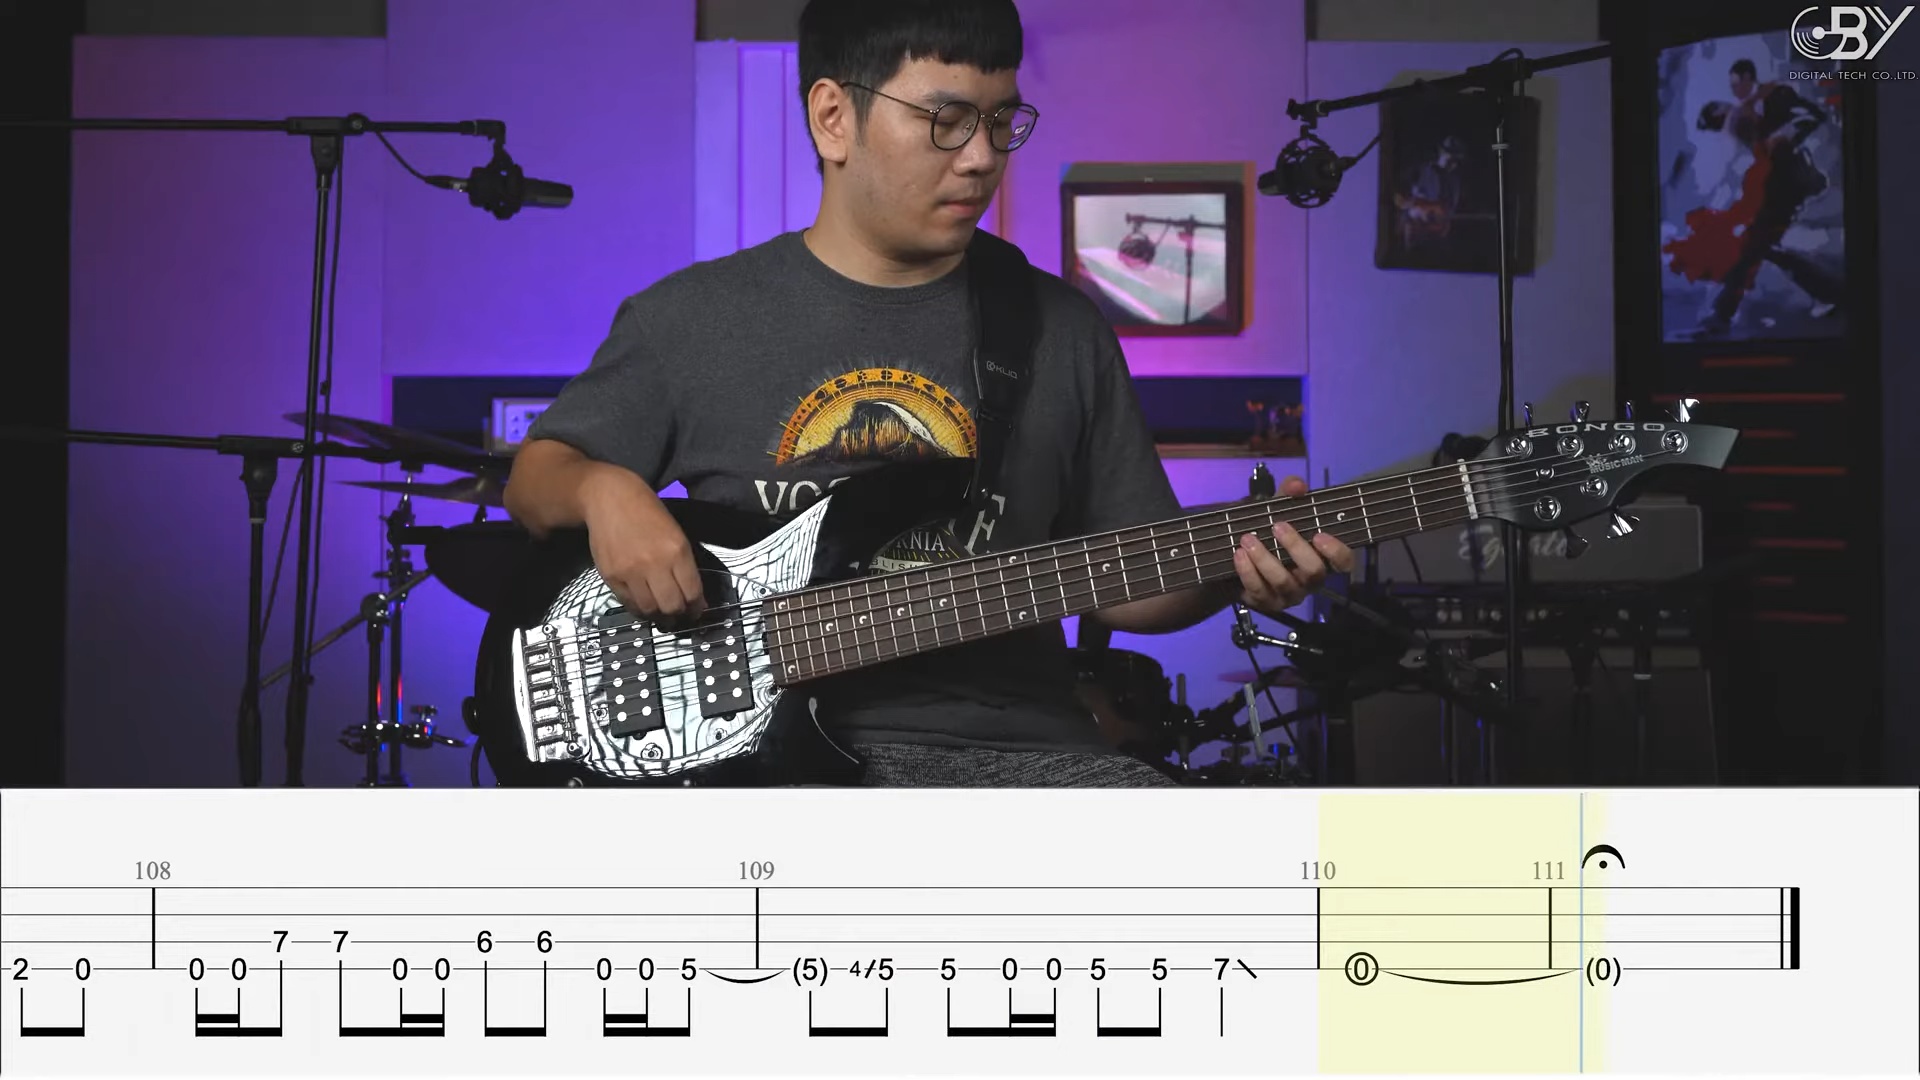 BY
DIGITAL TECH CO.,LTD.
KLIQ
BONGO
MUSIC MAN
108 109 110 111
7 7 6 6
2 0 0 0 0 0 0 0 5 (5) 4/5 5 0 0 5 5 7 0 (0)